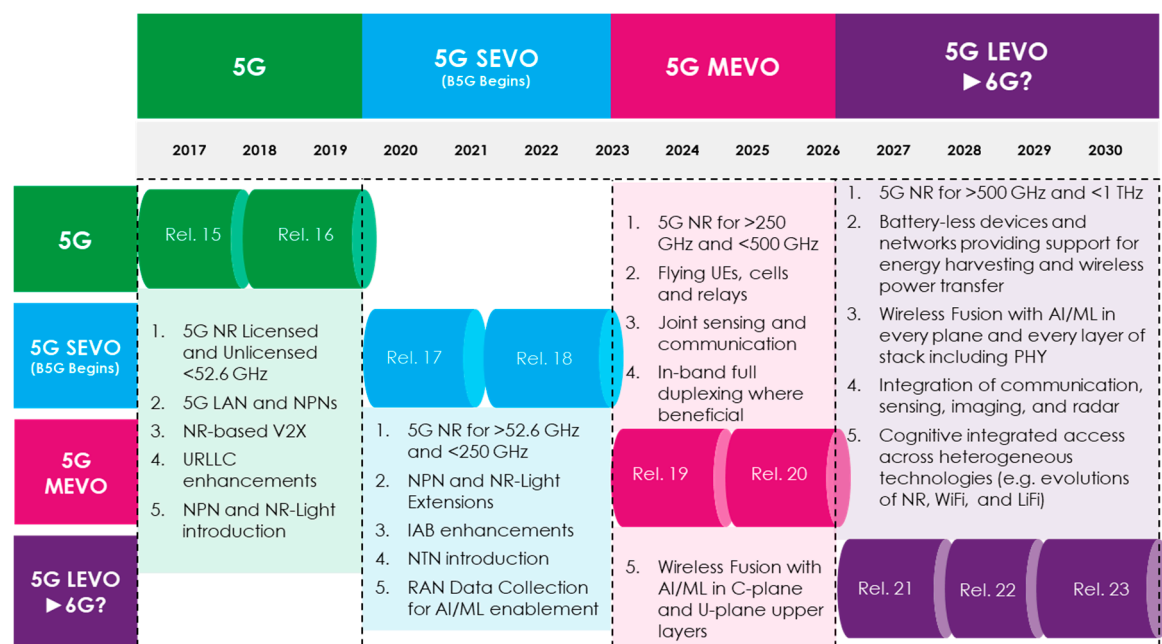 5G
5G SEVO
(B5G Begins)
5G MEVO
5G LEVO
►6G?
2017 2018 2019 2020 2021 2022 2023 2024 2025 2026 2027 2028 2029 2030
5G
Rel. 15
Rel. 16
1. 5G NR Licensed
and Unlicensed
<52.6 GHz
2. 5G LAN and NPNs
3. NR-based V2X
4. URLLC
enhancements
5. NPN and NR-Light
introduction
5G SEVO
(B5G Begins)
Rel. 17
Rel. 18
1. 5G NR for >52.6 GHz
and <250 GHz
2. NPN and NR-Light
Extensions
3. IAB enhancements
4. NTN introduction
5. RAN Data Collection
for AI/ML enablement
5G
MEVO
1. 5G NR for >250
GHz and <500 GHz
2. Flying UEs, cells
and relays
3. Joint sensing and
communication
4. In-band full
duplexing where
beneficial
Rel. 19
Rel. 20
5. Wireless Fusion with
AI/ML in C-plane
and U-plane upper
layers
5G LEVO
►6G?
1. 5G NR for >500 GHz and <1 THz
2. Battery-less devices and
networks providing support for
energy harvesting and wireless
power transfer
3. Wireless Fusion with AI/ML in
every plane and every layer of
stack including PHY
4. Integration of communication,
sensing, imaging, and radar
5. Cognitive integrated access
across heterogeneous
technologies (e.g. evolutions
of NR, WiFi, and LiFi)
Rel. 21
Rel. 22
Rel. 23